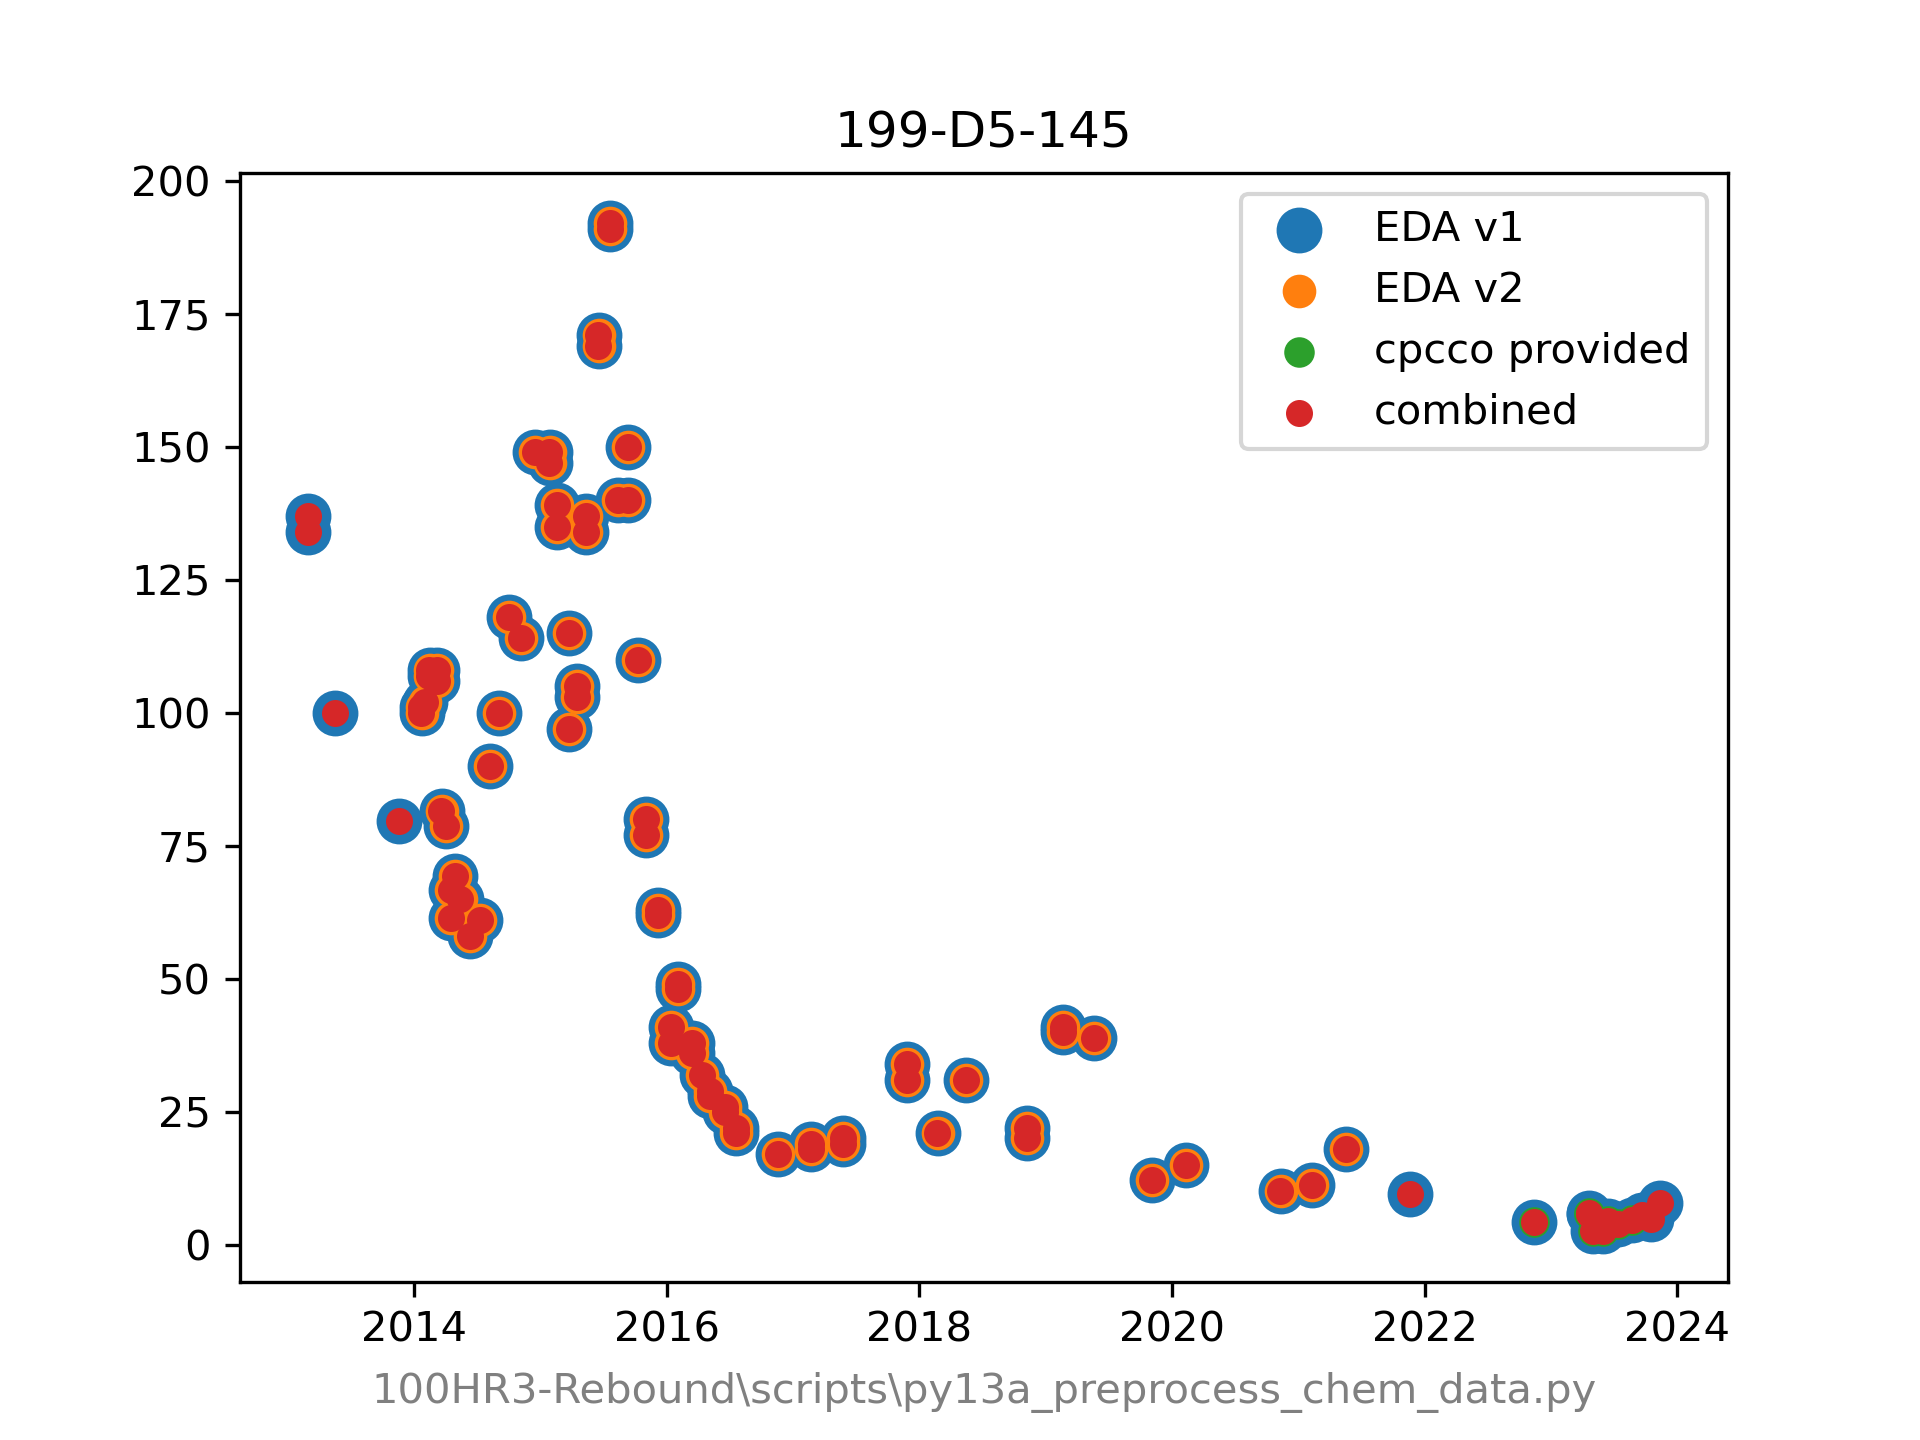 199-D5-145
200
175
150
125
100
75
50
25
0
EDA v1
EDA v2
cpcco provided
combined
2014 2016 2018 2020 2022 2024
100HR3-Rebound\scripts\py13a_preprocess_chem_data.py